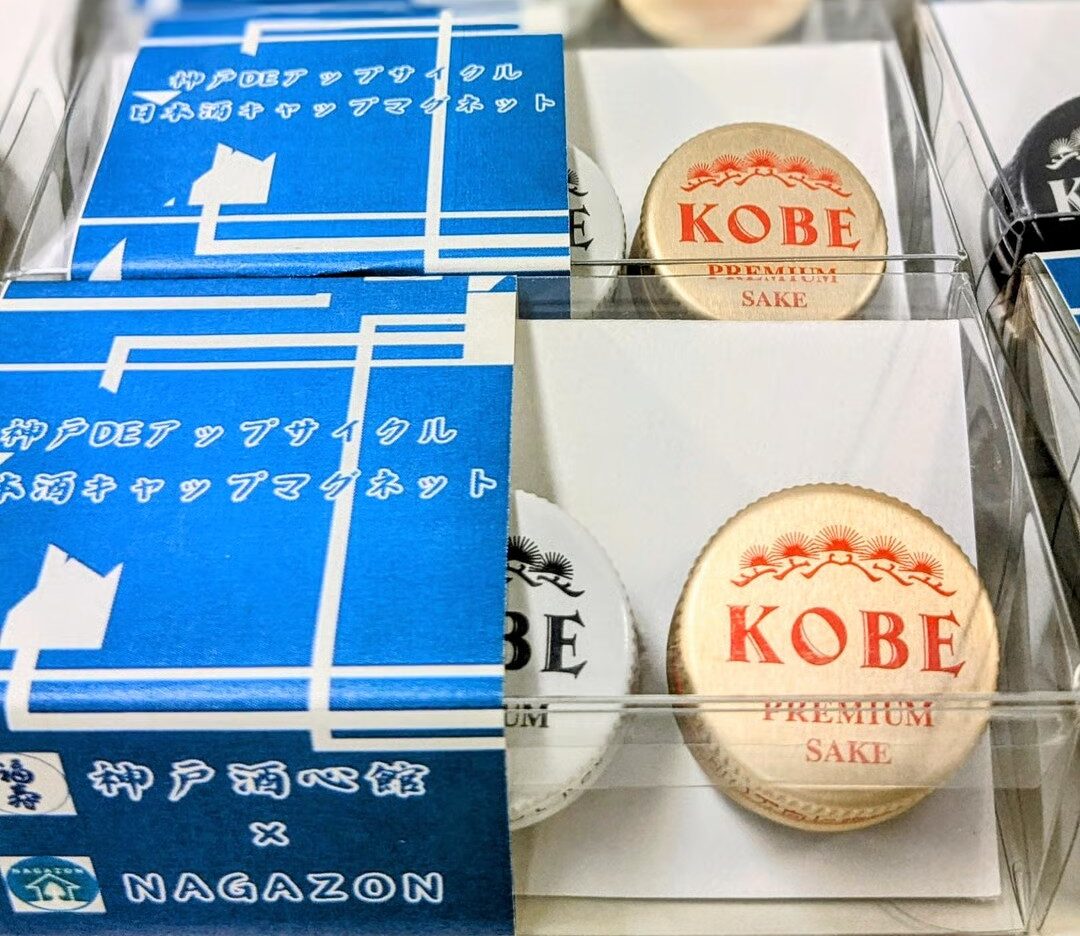 神戸DEアップサイクル
日本酒キャップマグネット
KOBE
PREMIUM
SAKE
神戸DEアップサイクル
本酒キャップマグネット
KOBE
PREMIUM
SAKE
福寿
神戸酒心館
×
NAGAZON
NAGAZON